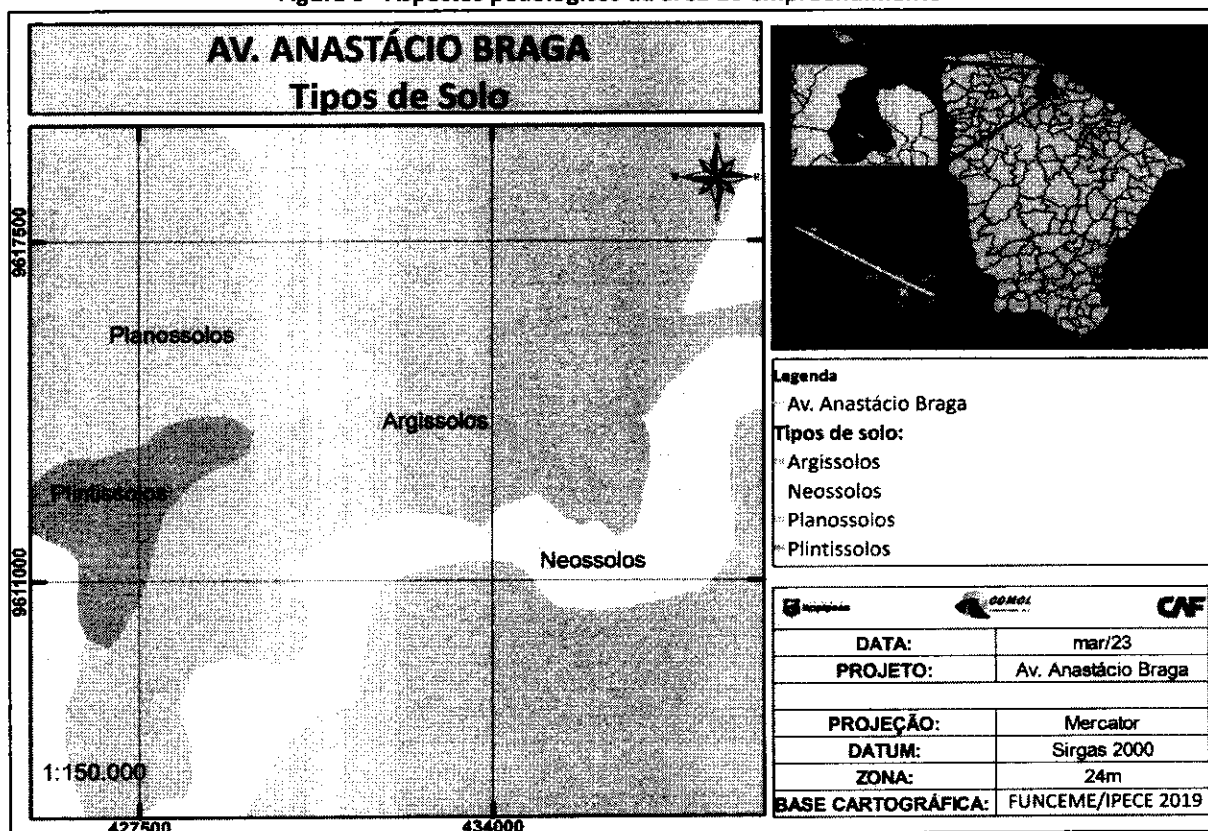 AV. ANASTÁCIO BRAGA
Tipos de Solo
9617500
9611000
Planossolos
Argissolos
Plintissolos
Neossolos
1:150.000
427500
434000
Legenda
Av. Anastácio Braga
Tipos de solo:
Argissolos
Neossolos
Planossolos
Plintissolos
COMOL
CAF
DATA: mar/23
PROJETO: Av. Anastácio Braga
PROJEÇÃO: Mercator
DATUM: Sirgas 2000
ZONA: 24m
BASE CARTOGRÁFICA: FUNCEME/IPECE 2019